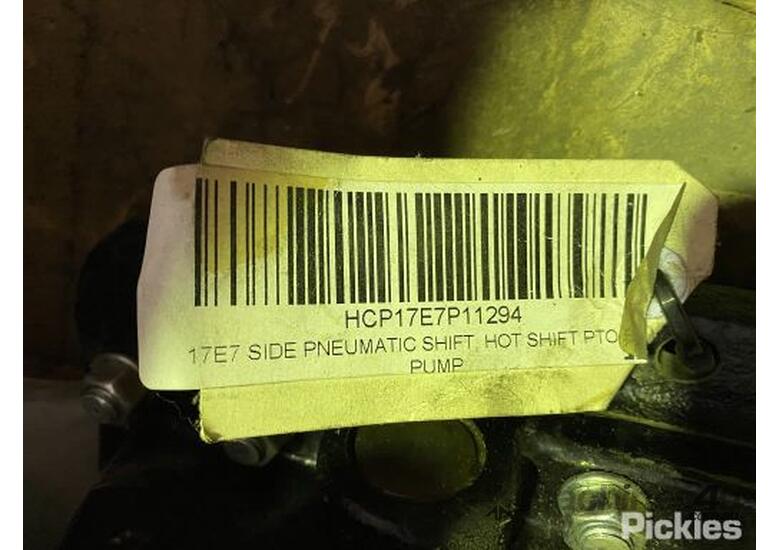 HCP17E7P11294
17E7 SIDE PNEUMATIC SHIFT, HOT SHIFT PTO
PUMP
Pickles